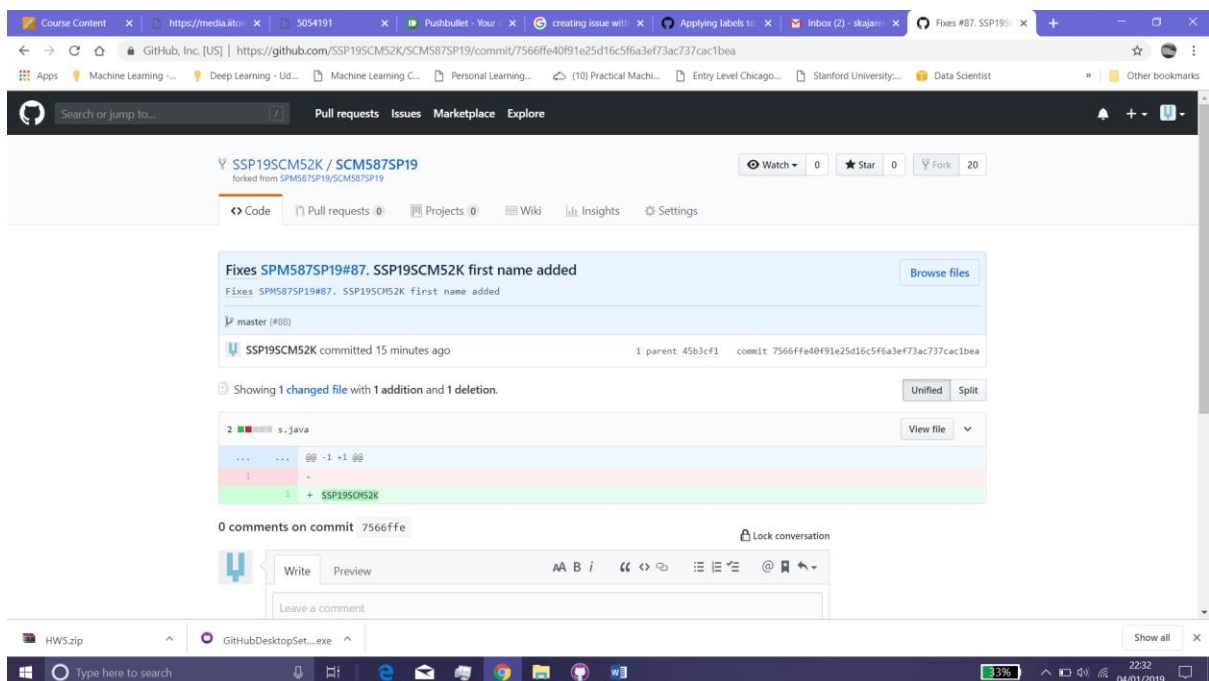 Course Content
https://media.iiton
5054191
Pushbullet - Your
creating issue with
Applying labels to
Inbox (2) - skajare
Fixes #87. SSP19S
GitHub, Inc. [US] | https://github.com/SSP19SCM52K/SCM587SP19/commit/7566ffe40f91e25d16c5f6a3ef73ac737cac1bea
Apps Machine Learning -... Deep Learning - Ud... Machine Learning C... Personal Learning... (10) Practical Machi... Entry Level Chicago... Stanford University:... Data Scientist » Other bookmarks
Search or jump to... / Pull requests Issues Marketplace Explore
SSP19SCM52K / SCM587SP19
forked from SPM587SP19/SCM587SP19
Watch 0 Star 0 Fork 20
Code Pull requests 0 Projects 0 Wiki Insights Settings
Fixes SPM587SP19#87. SSP19SCM52K first name added
Browse files
Fixes SPM587SP19#87. SSP19SCM52K first name added
master (#88)
SSP19SCM52K committed 15 minutes ago 1 parent 45b3cf1 commit 7566ffe40f91e25d16c5f6a3ef73ac737cac1bea
Showing 1 changed file with 1 addition and 1 deletion. Unified Split
2 s.java View file
... ... @@ -1 +1 @@
1 -
1 + SSP19SCM52K
0 comments on commit 7566ffe
Lock conversation
Write Preview AA B i “ <> @
Leave a comment
HW5.zip GitHubDesktopSet....exe Show all
Type here to search 33% 22:32
04/01/2019